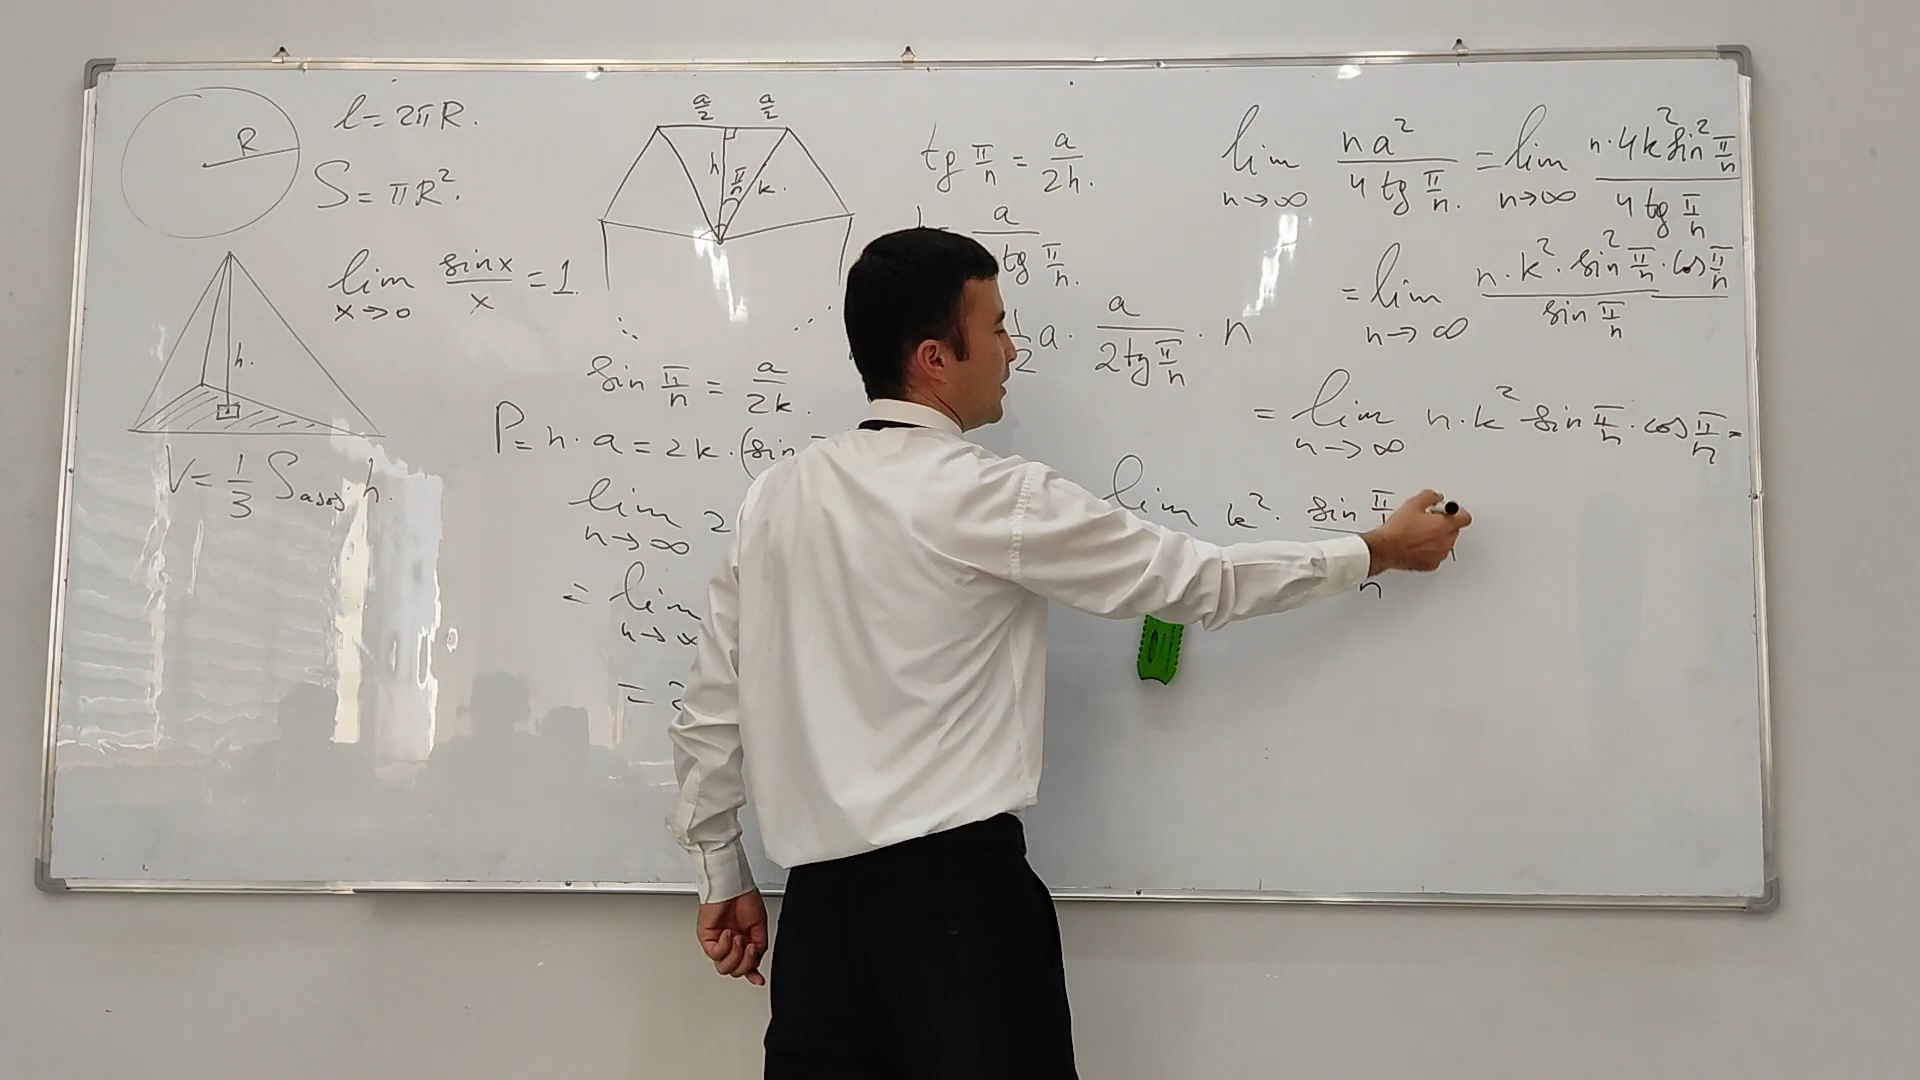 R
l = 2πR.
S = πR².
lim x→0 sinx/x = 1.
h.
V = 1/3 S asos h.
a/2 a/2
h π/n k.
sin π/n = a/2k.
P = n · a = 2k · (sin
lim n→∞ 2
= lim n→∞
= 2
tg π/n = a/2h.
a/ tg π/n.
1/2 a · a/2tg π/n · n
lim n→∞ na²/4 tg π/n. = lim n→∞ n·4k² sin² π/n / 4 tg π/n
= lim n→∞ n·k²·sin² π/n · cos π/n / sin π/n
= lim n→∞ n·k² sin π/n · cos π/n =
lim k² · sin π/ n